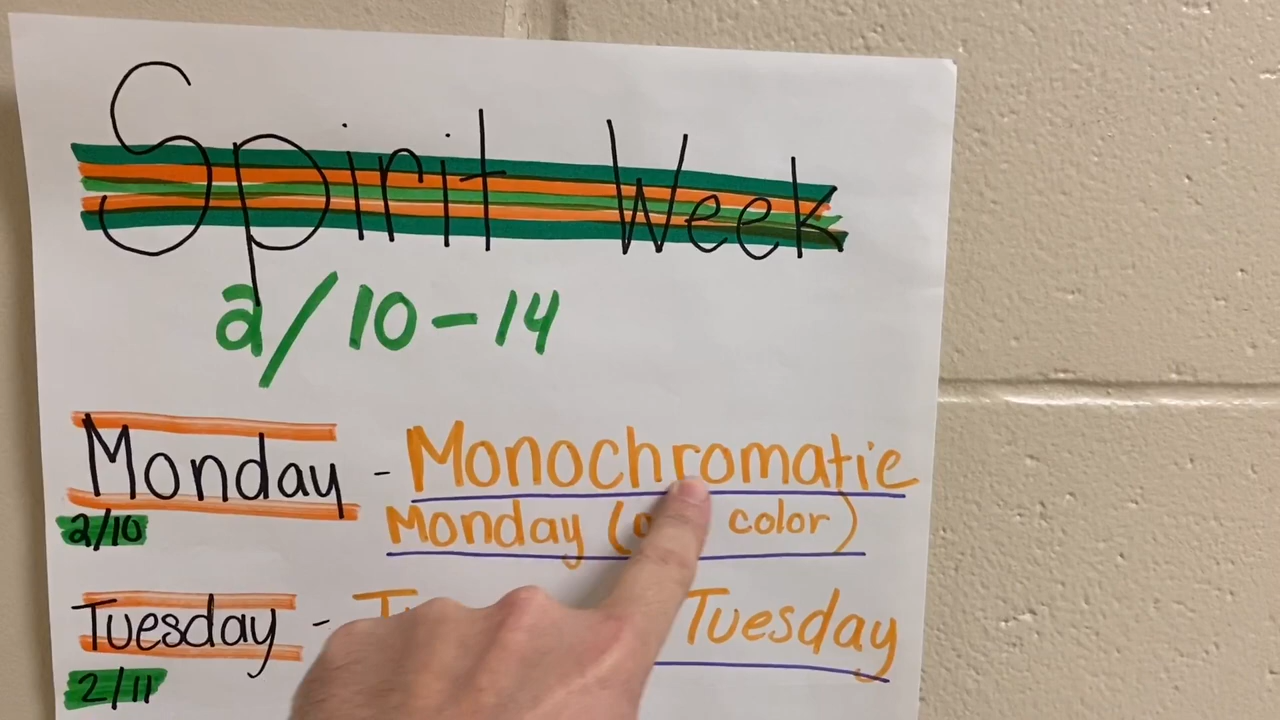 Spirit Week
2/10-14
Monday - Monochromatic
2/10
Monday ( color)
Tuesday - Tuesday
2/11